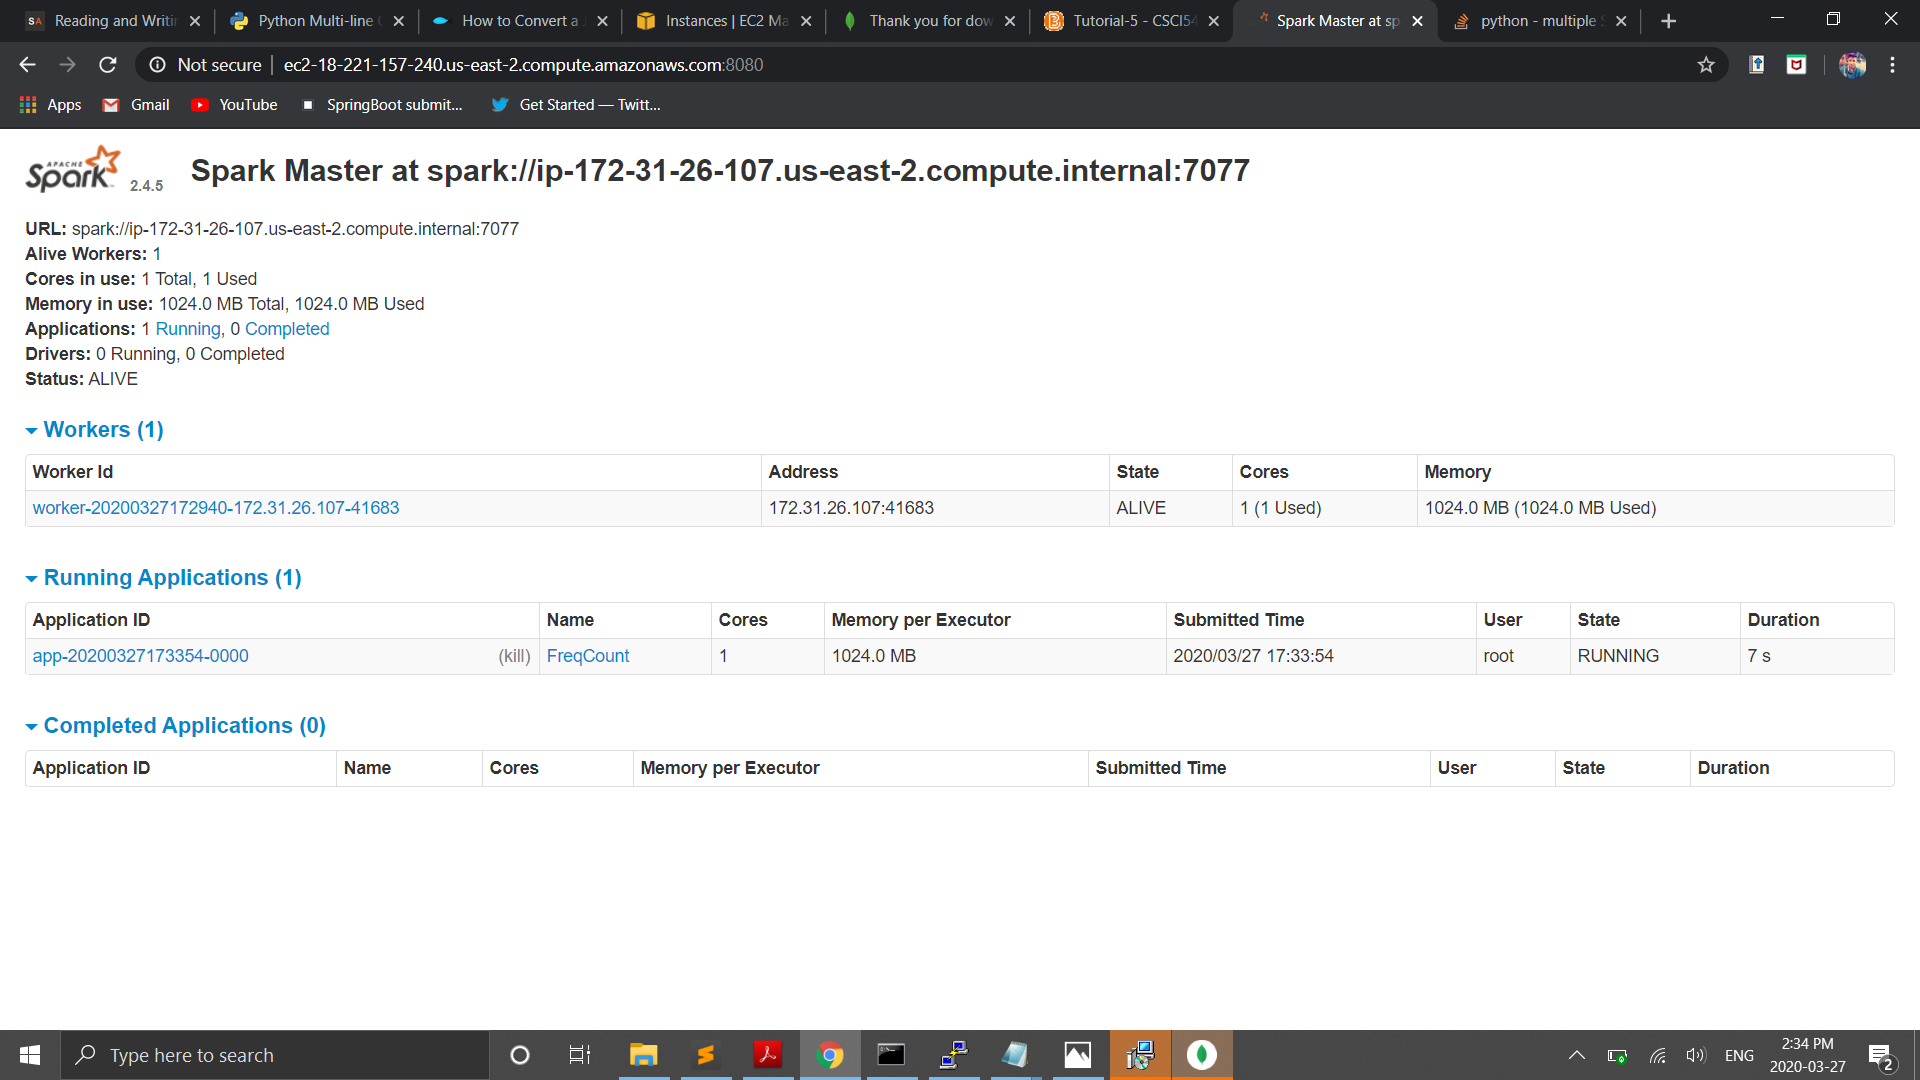 SA Reading and Writi
Python Multi-line
How to Convert a J
Instances | EC2 Ma
Thank you for dow
Tutorial-5 - CSCI54
Spark Master at sp
python - multiple S
Not secure | ec2-18-221-157-240.us-east-2.compute.amazonaws.com:8080
Apps Gmail YouTube SpringBoot submit... Get Started — Twitt...
APACHE Spark 2.4.5 Spark Master at spark://ip-172-31-26-107.us-east-2.compute.internal:7077
URL: spark://ip-172-31-26-107.us-east-2.compute.internal:7077
Alive Workers: 1
Cores in use: 1 Total, 1 Used
Memory in use: 1024.0 MB Total, 1024.0 MB Used
Applications: 1 Running, 0 Completed
Drivers: 0 Running, 0 Completed
Status: ALIVE
Workers (1)
Worker Id Address State Cores Memory
worker-20200327172940-172.31.26.107-41683 172.31.26.107:41683 ALIVE 1 (1 Used) 1024.0 MB (1024.0 MB Used)
Running Applications (1)
Application ID Name Cores Memory per Executor Submitted Time User State Duration
app-20200327173354-0000 (kill) FreqCount 1 1024.0 MB 2020/03/27 17:33:54 root RUNNING 7 s
Completed Applications (0)
Application ID Name Cores Memory per Executor Submitted Time User State Duration
Type here to search
ENG
2:34 PM
2020-03-27
2